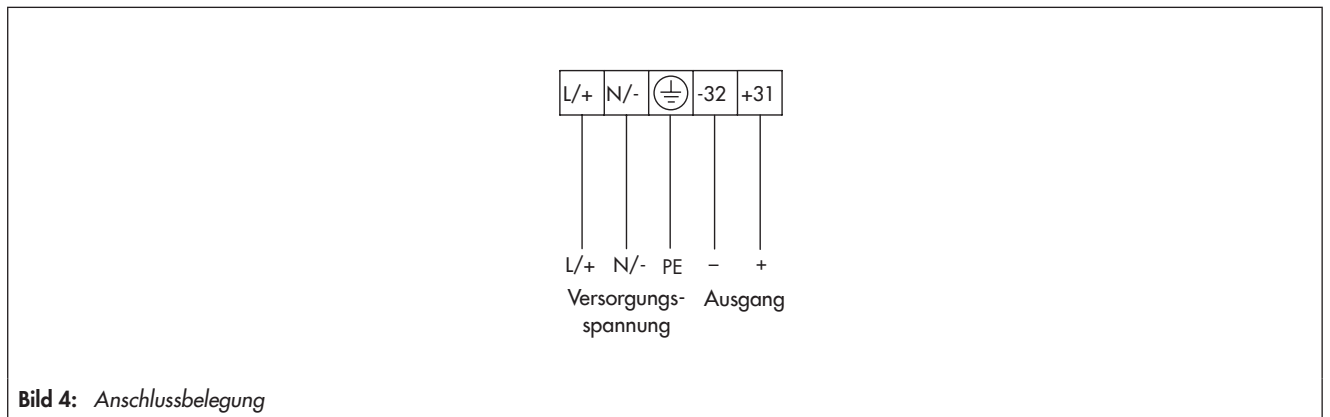 L/+ N/- -32 +31
L/+ N/- PE – +
Versorgungs- Ausgang
spannung
Bild 4: Anschlussbelegung